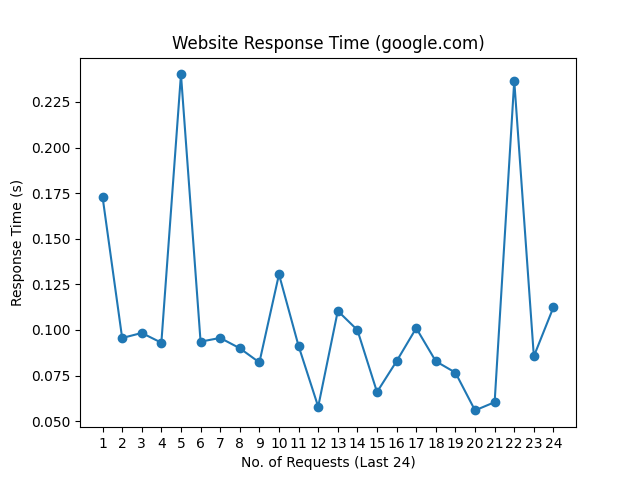 Website Response Time (google.com)
Response Time (s)
0.225
0.200
0.175
0.150
0.125
0.100
0.075
0.050
1 2 3 4 5 6 7 8 9 10 11 12 13 14 15 16 17 18 19 20 21 22 23 24
No. of Requests (Last 24)